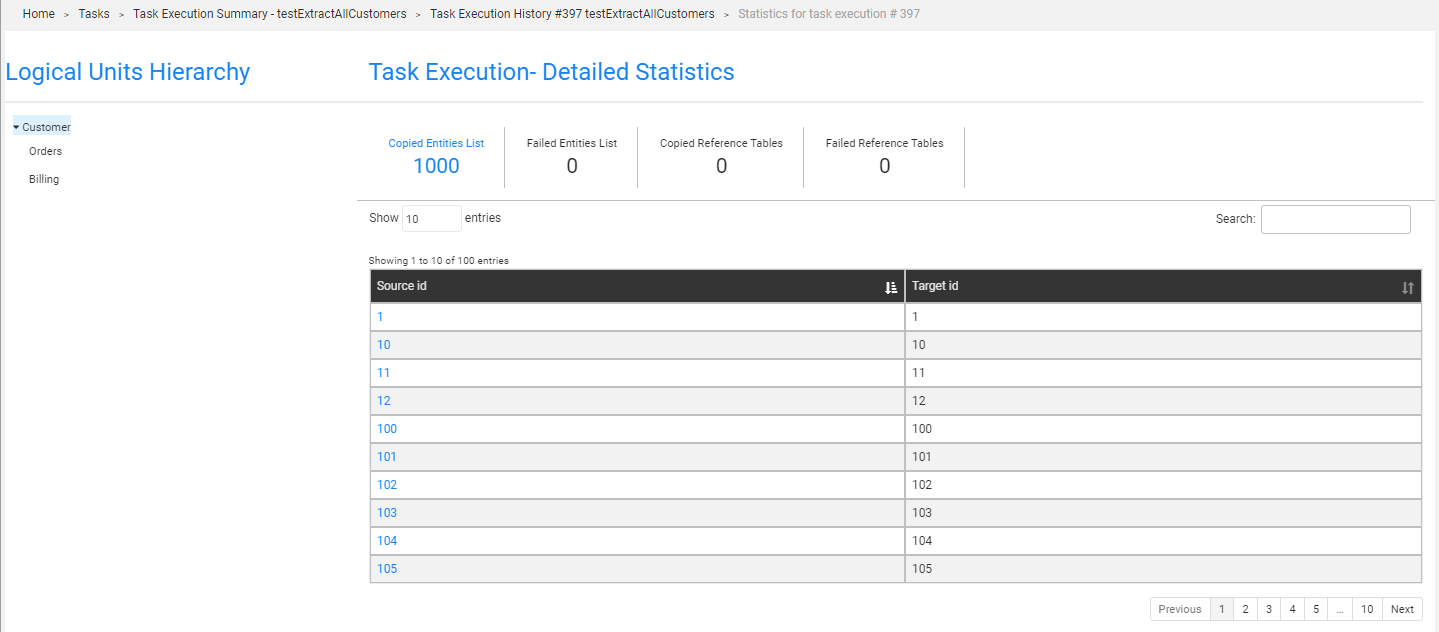 Home > Tasks > Task Execution Summary - testExtractAllCustomers > Task Execution History #397 testExtractAllCustomers > Statistics for task execution # 397
Logical Units Hierarchy
Task Execution- Detailed Statistics
Customer
Orders
Billing
Copied Entities List
1000
Failed Entities List
0
Copied Reference Tables
0
Failed Reference Tables
0
Show 10 entries
Search:
Showing 1 to 10 of 100 entries
Source id Target id
1 1
10 10
11 11
12 12
100 100
101 101
102 102
103 103
104 104
105 105
Previous 1 2 3 4 5 ... 10 Next